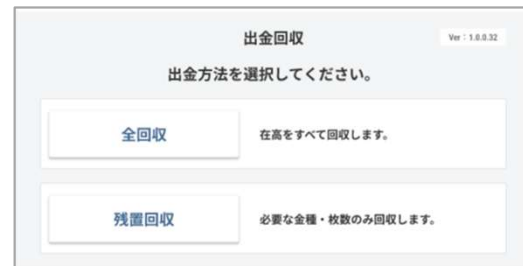 出金回収
Ver：1.0.0.32
出金方法を選択してください。
全回収
在高をすべて回収します。
残置回収
必要な金種・枚数のみ回収します。